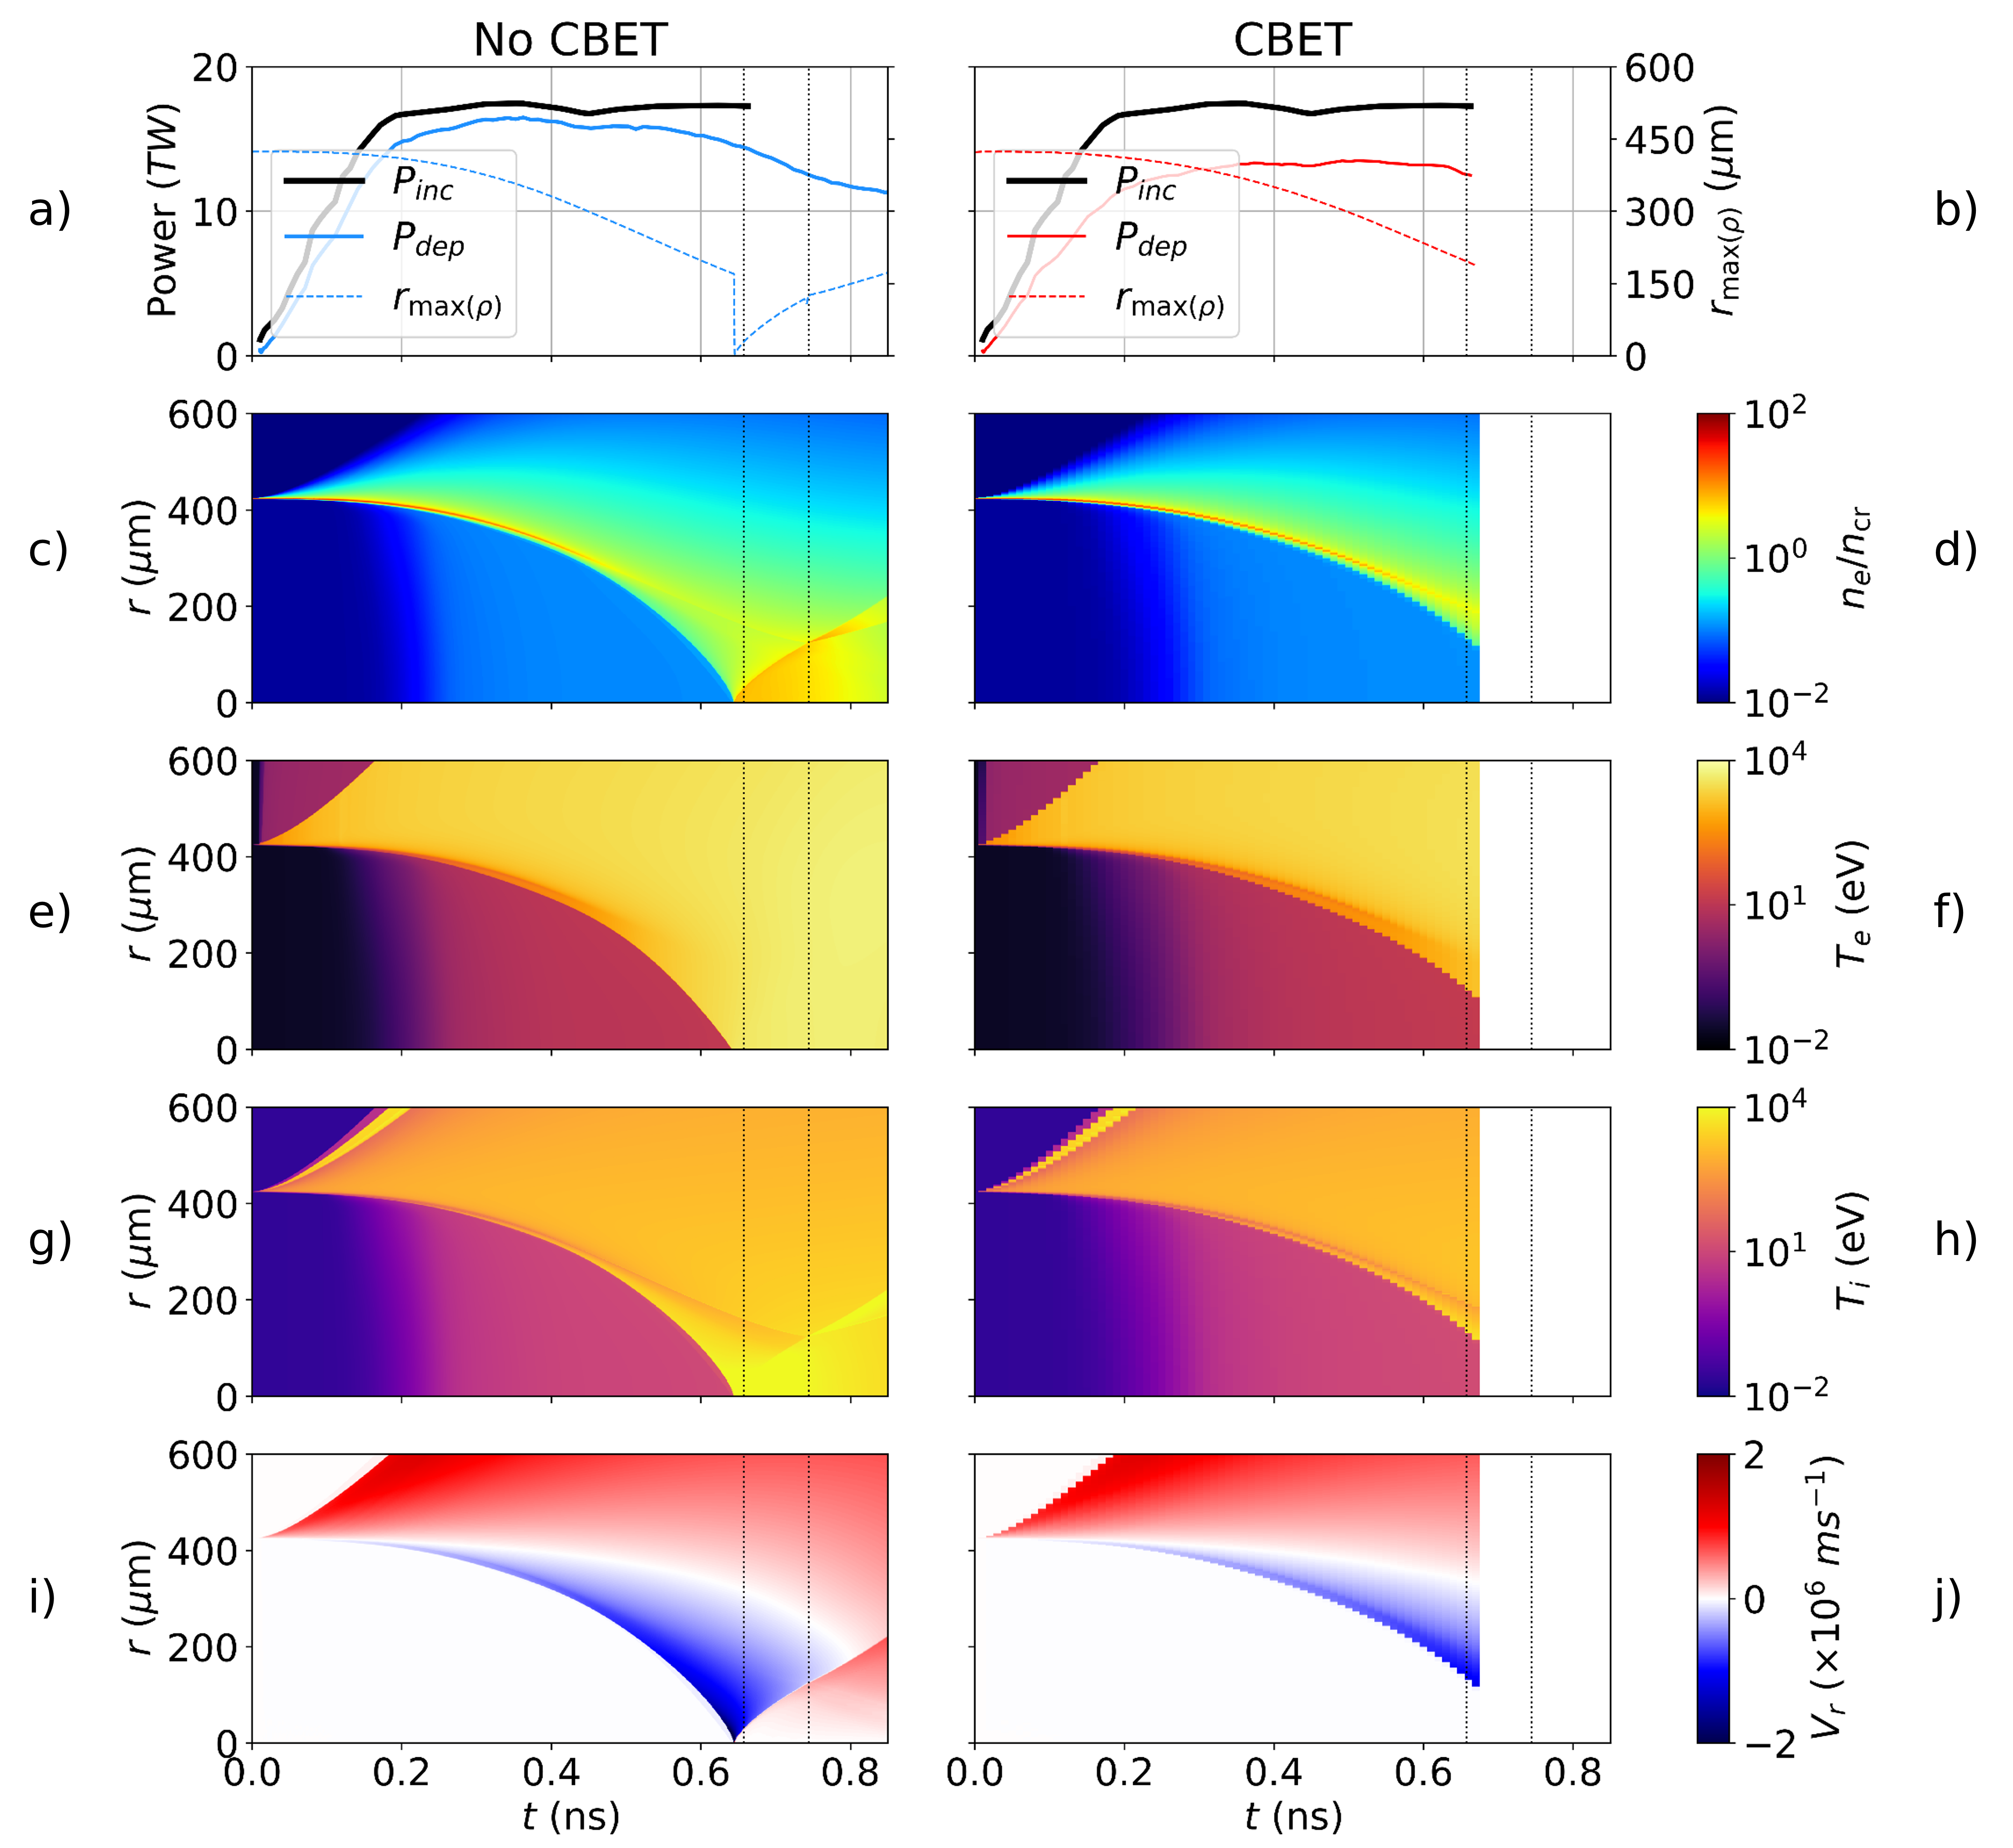 No CBET
CBET
a)
Power (TW)
20
10
0
P_inc
P_dep
r_max(ρ)
P_inc
P_dep
r_max(ρ)
600
450
300
150
0
r_max(ρ) (μm)
b)
c)
r (μm)
600
400
200
0
10^2
10^0
10^−2
n_e/n_cr
d)
e)
r (μm)
600
400
200
0
10^4
10^1
10^−2
T_e (eV)
f)
g)
r (μm)
600
400
200
0
10^4
10^1
10^−2
T_i (eV)
h)
i)
r (μm)
600
400
200
0
2
0
−2
V_r (×10^6 ms^−1)
j)
0.0 0.2 0.4 0.6 0.8
0.0 0.2 0.4 0.6 0.8
t (ns)
t (ns)